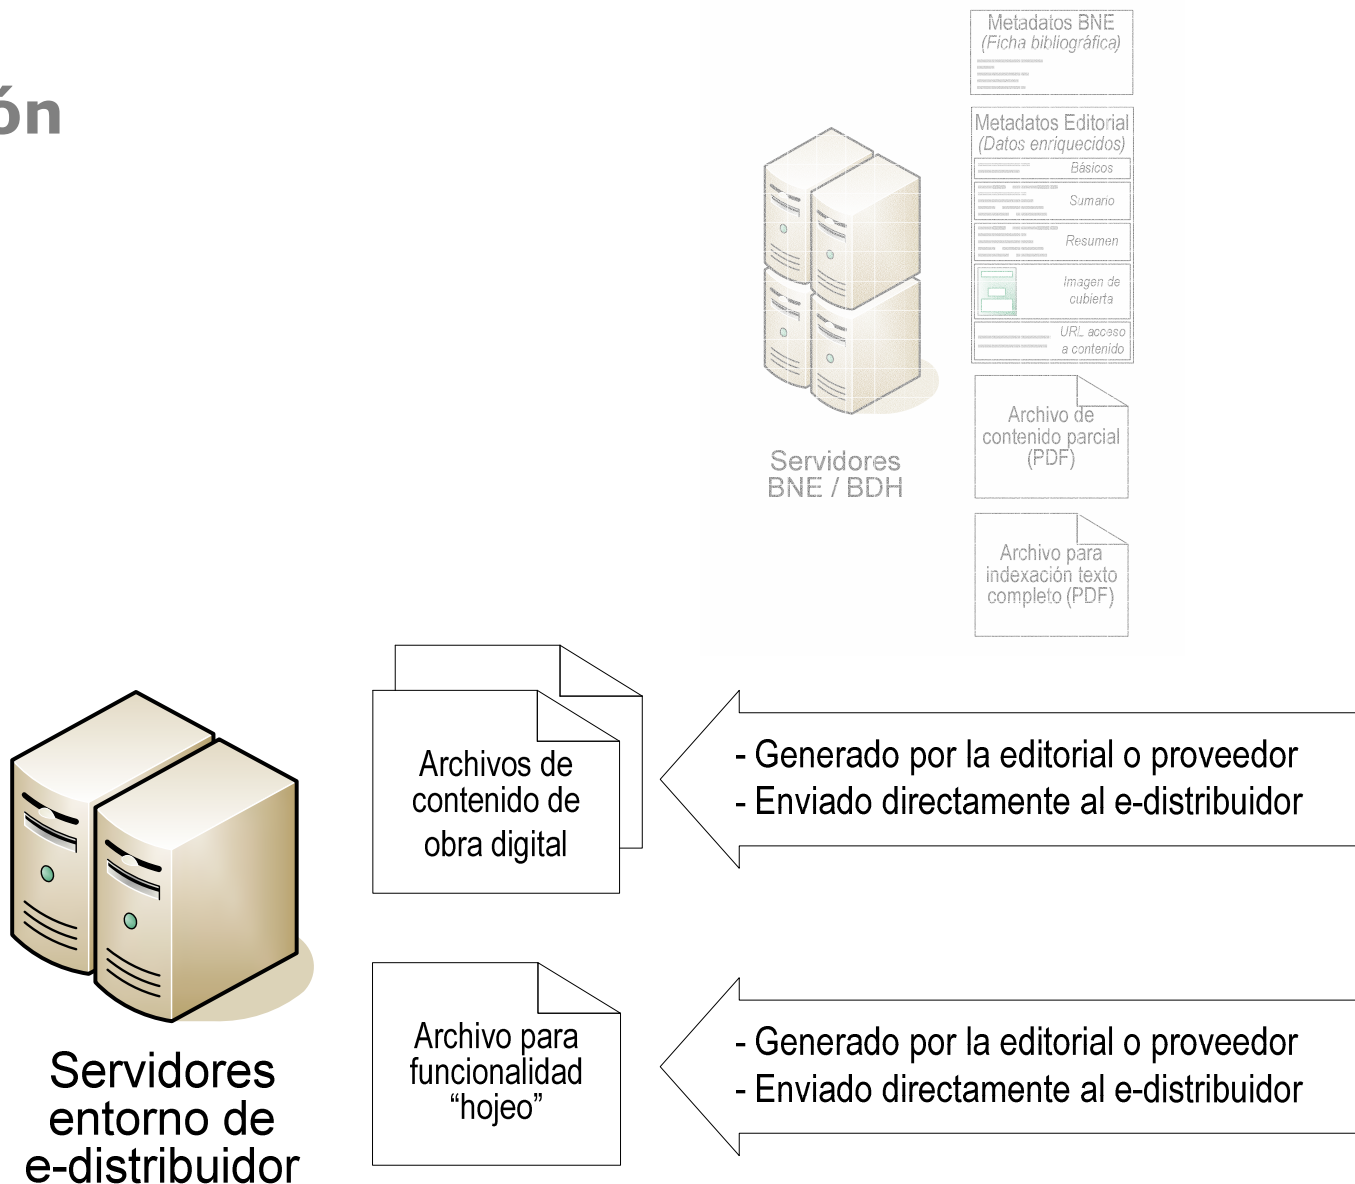 ón
Metadatos BNE
(Ficha bibliográfica)
Metadatos Editorial
(Datos enriquecidos)
Básicos
Sumario
Resumen
Imagen de
cubierta
URL acceso
a contenido
Servidores
BNE / BDH
Archivo de
contenido parcial
(PDF)
Archivo para
indexación texto
completo (PDF)
Archivos de
contenido de
obra digital
- Generado por la editorial o proveedor
- Enviado directamente al e-distribuidor
Servidores
entorno de
e-distribuidor
Archivo para
funcionalidad
“hojeo”
- Generado por la editorial o proveedor
- Enviado directamente al e-distribuidor